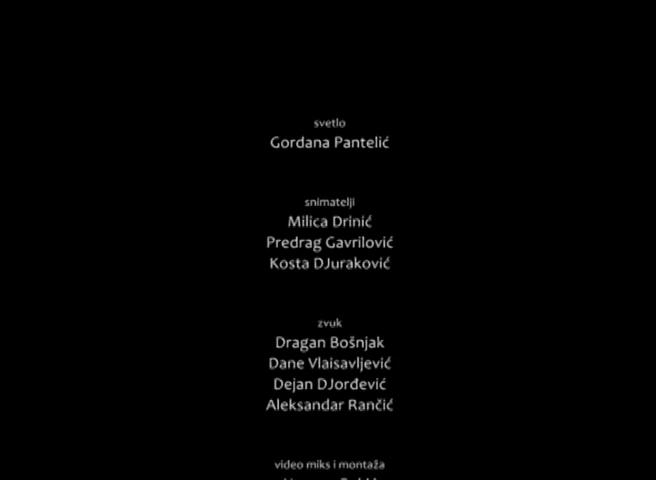 svetlo
Gordana Pantelić
snimatelji
Milica Drinić
Predrag Gavrilović
Kosta DJuraković
zvuk
Dragan Bošnjak
Dane Vlaisavljević
Dejan DJorđević
Aleksandar Rančić
video miks i montaža